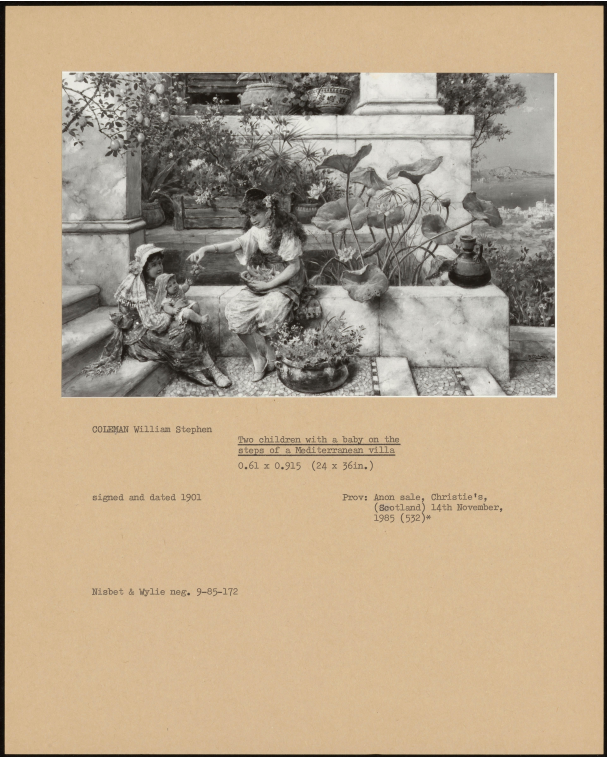 COLEMAN William Stephen
Two children with a baby on the
steps of a Mediterranean villa
0.61 x 0.915 (24 x 36in.)
signed and dated 1901
Prov: Anon sale, Christie's,
(Scotland) 14th November,
1985 (532)*
Nisbet & Wylie neg. 9-85-172